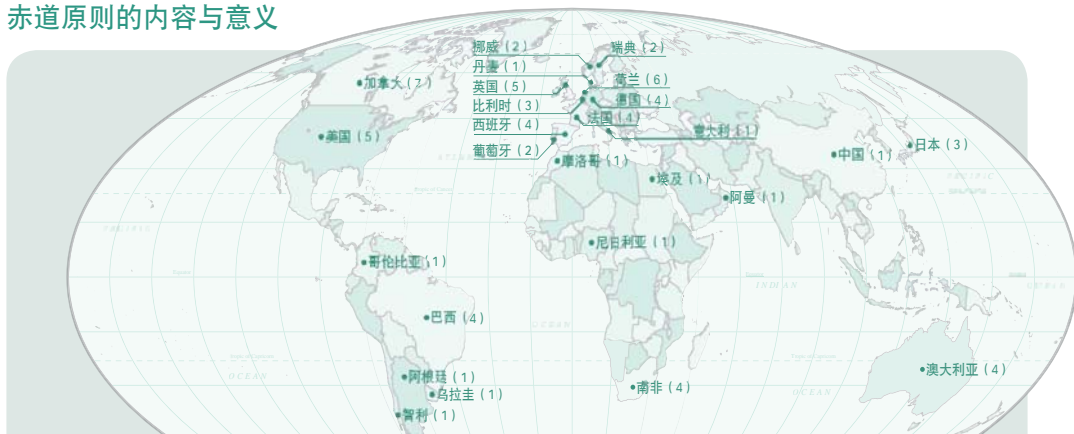 赤道原则的内容与意义
挪威（2）
瑞典（2）
丹麦（1）
荷兰（6）
加拿大（7）
英国（5）
德国（4）
比利时（3）
法国（4）
西班牙（4）
意大利（1）
美国（5）
葡萄牙（2）
日本（3）
中国（1）
摩洛哥（1）
埃及（1）
阿曼（1）
尼日利亚（1）
哥伦比亚（1）
INDIAN
巴西（4）
OCEAN
澳大利亚（4）
阿根廷（1）
OCEAN
南非（4）
OCEAN
乌拉圭（1）
智利（1）